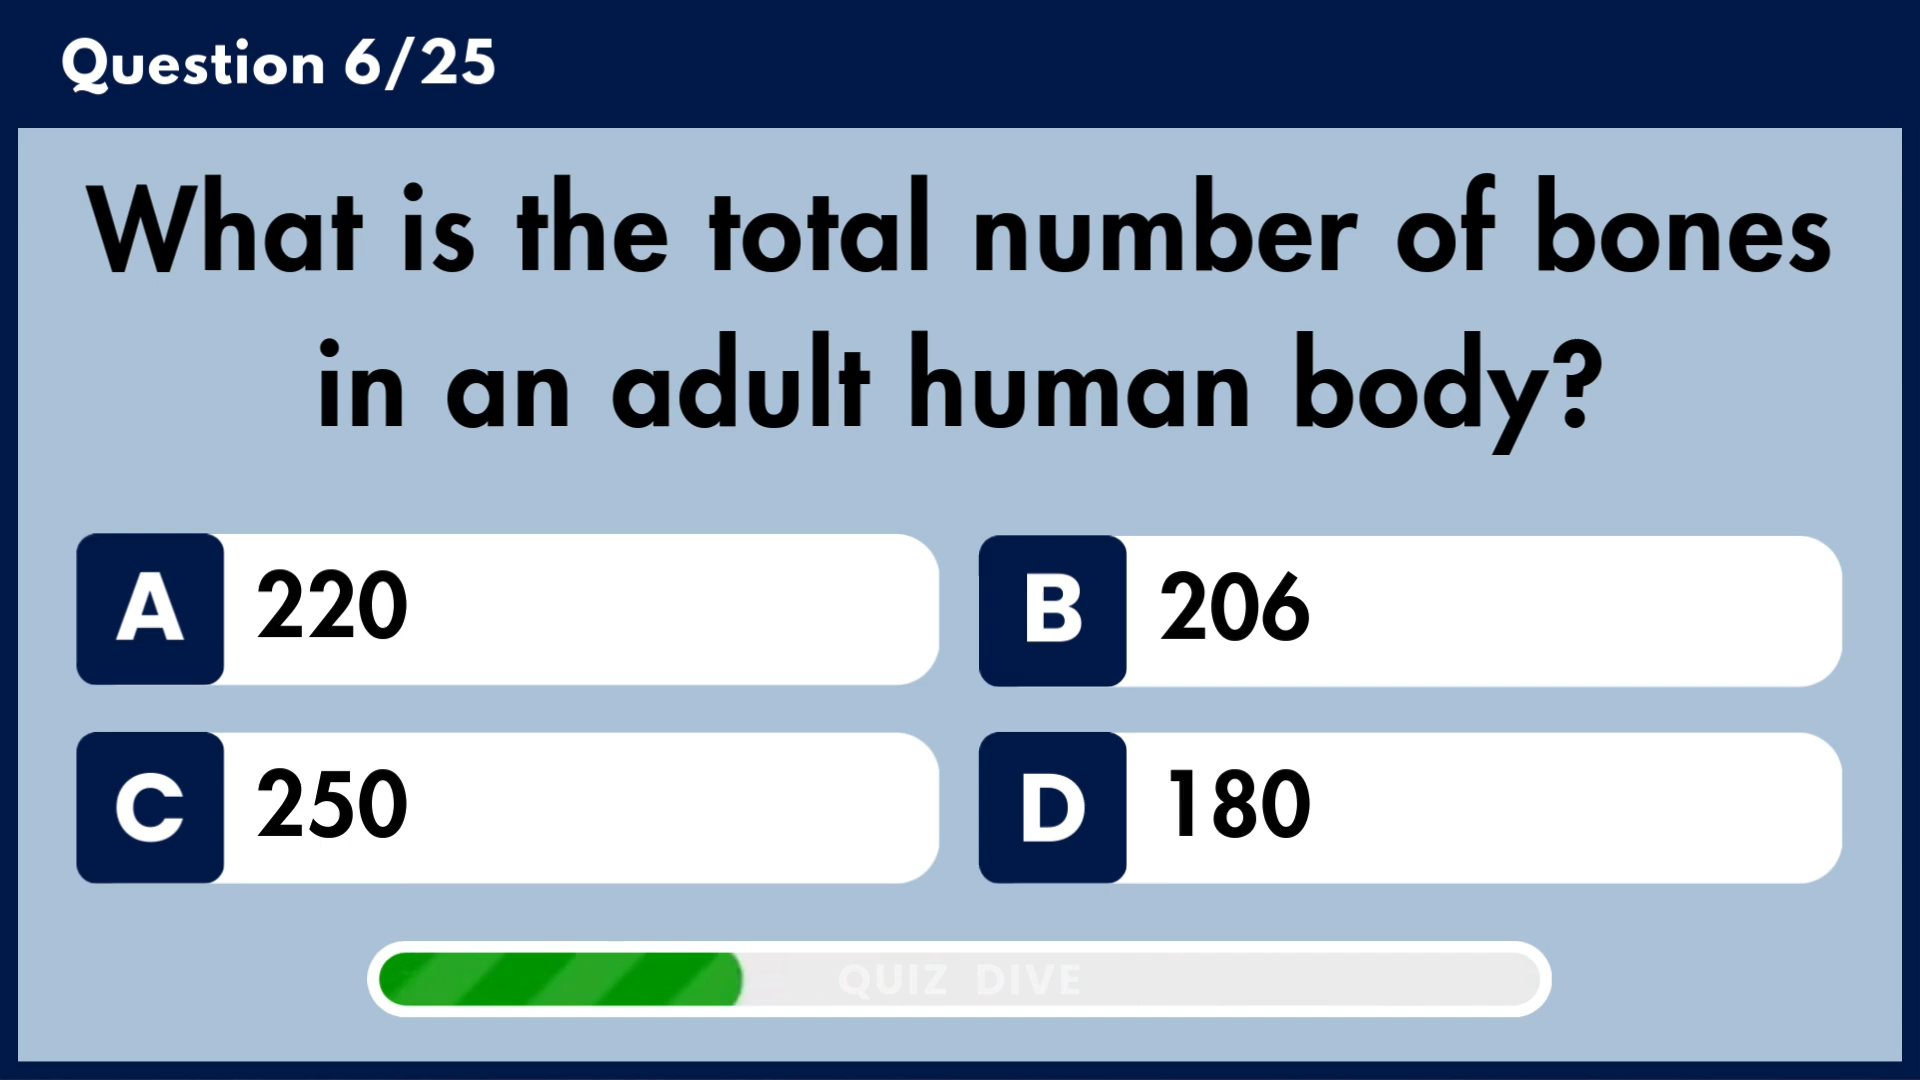 Question 6/25
What is the total number of bones
in an adult human body?
A 220
B 206
C 250
D 180
QUIZ DIVE